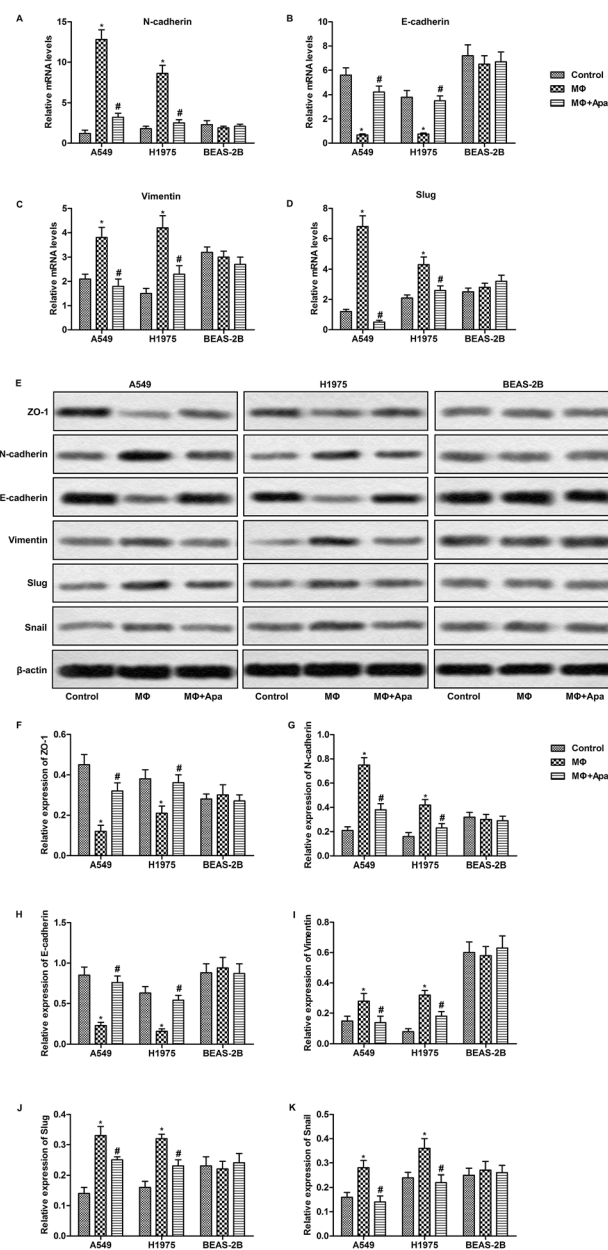 A
N-cadherin
Relative mRNA levels
15
10
5
0
* # * #
A549 H1975 BEAS-2B
B
E-cadherin
Relative mRNA levels
10
8
6
4
2
0
* # * #
A549 H1975 BEAS-2B
Control
MΦ
MΦ+Apa
C
Vimentin
Relative mRNA levels
5
4
3
2
1
0
* # * #
A549 H1975 BEAS-2B
D
Slug
Relative mRNA levels
8
6
4
2
0
* # * #
A549 H1975 BEAS-2B
E
A549 H1975 BEAS-2B
ZO-1
N-cadherin
E-cadherin
Vimentin
Slug
Snail
β-actin
Control MΦ MΦ+Apa Control MΦ MΦ+Apa Control MΦ MΦ+Apa
F
Relative expression of ZO-1
0.6
0.4
0.2
0.0
* # * #
A549 H1975 BEAS-2B
G
Relative expression of N-cadherin
1.0
0.8
0.6
0.4
0.2
0.0
* # * #
A549 H1975 BEAS-2B
Control
MΦ
MΦ+Apa
H
Relative expression of E-cadherin
1.5
1.0
0.5
0.0
* # * #
A549 H1975 BEAS-2B
I
Relative expression of Vimentin
0.8
0.6
0.4
0.2
0.0
* # * #
A549 H1975 BEAS-2B
J
Relative expression of Slug
0.4
0.3
0.2
0.1
0.0
* # * #
A549 H1975 BEAS-2B
K
Relative expression of Snail
0.5
0.4
0.3
0.2
0.1
0.0
* # * #
A549 H1975 BEAS-2B